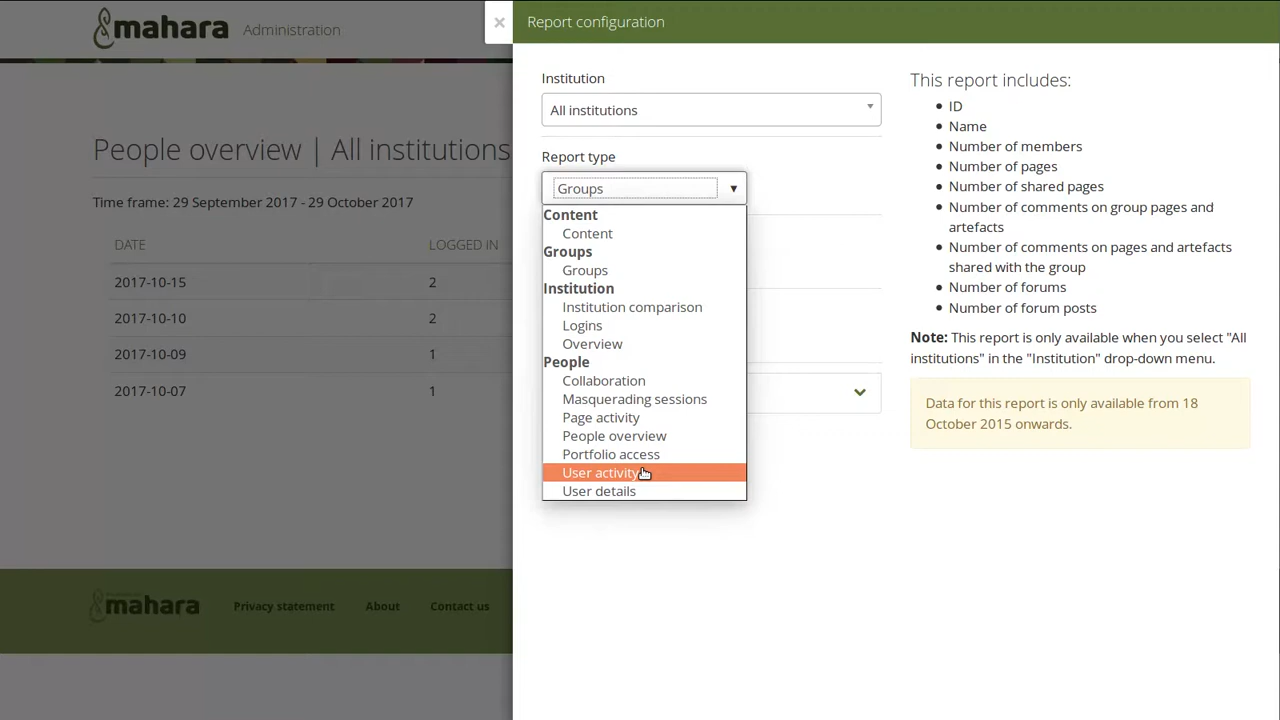 mahara Administration
× Report configuration
People overview | All institutions
Time frame: 29 September 2017 - 29 October 2017
DATE LOGGED IN
2017-10-15 2
2017-10-10 2
2017-10-09 1
2017-10-07 1
mahara Privacy statement About Contact us
Institution
All institutions
Report type
Groups
Content
Content
Groups
Groups
Institution
Institution comparison
Logins
Overview
People
Collaboration
Masquerading sessions
Page activity
People overview
Portfolio access
User activity
User details
This report includes:
• ID
• Name
• Number of members
• Number of pages
• Number of shared pages
• Number of comments on group pages and
artefacts
• Number of comments on pages and artefacts
shared with the group
• Number of forums
• Number of forum posts
Note: This report is only available when you select "All
institutions" in the "Institution" drop-down menu.
Data for this report is only available from 18
October 2015 onwards.